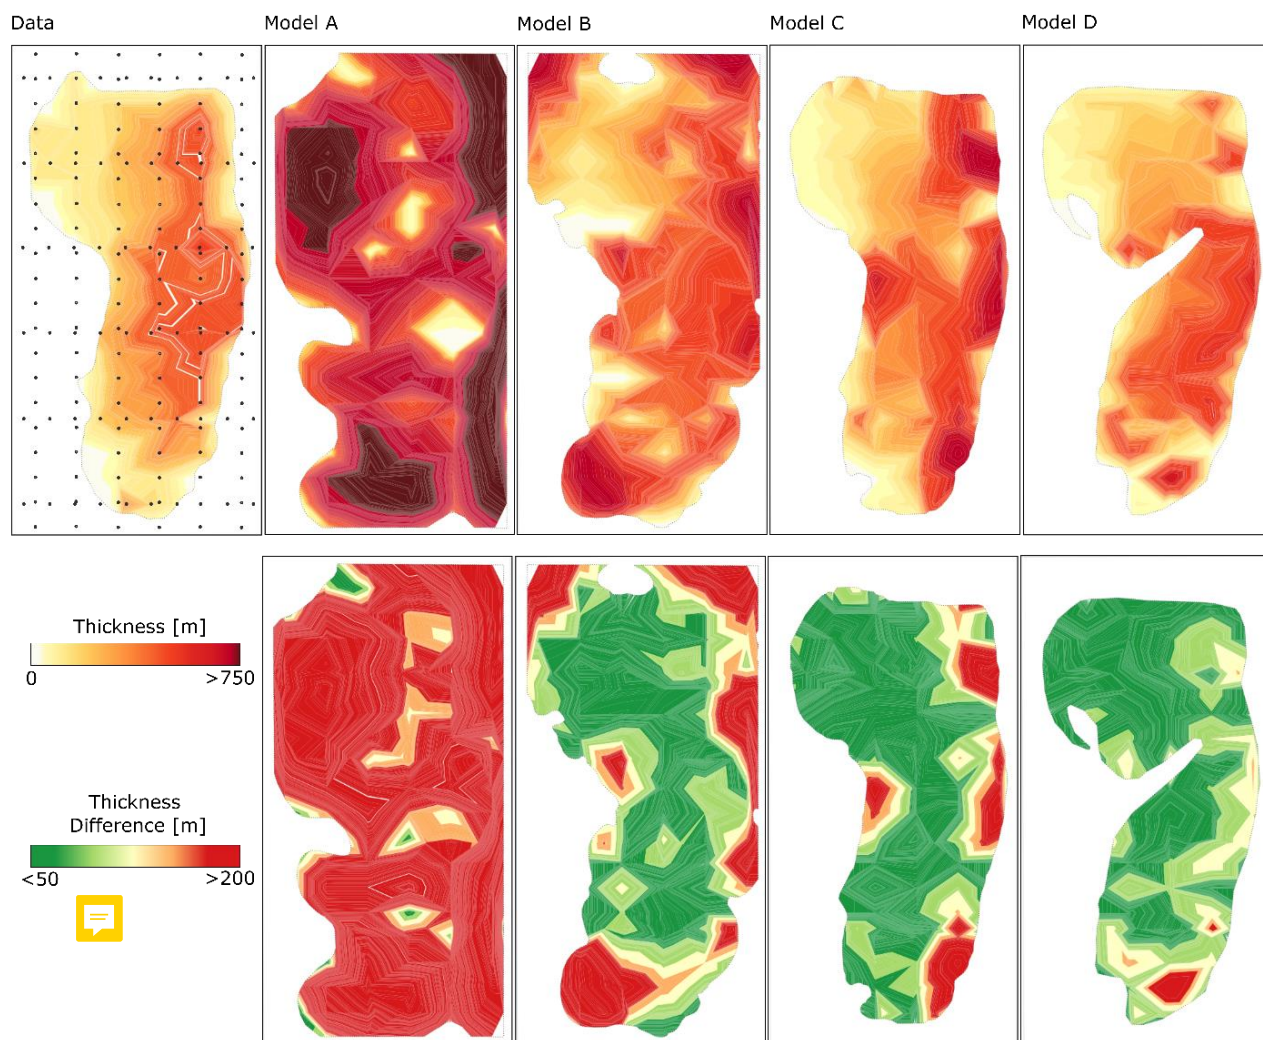 Data
Model A
Model B
Model C
Model D
Thickness [m]
0
>750
Thickness
Difference [m]
<50
>200